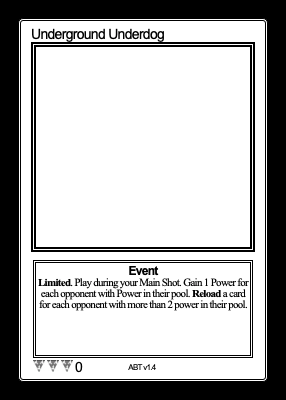 Underground Underdog
Event
Limited. Play during your Main Shot. Gain 1 Power for
each opponent with Power in their pool. Reload a card
for each opponent with more than 2 power in their pool.
0
ABT v1.4